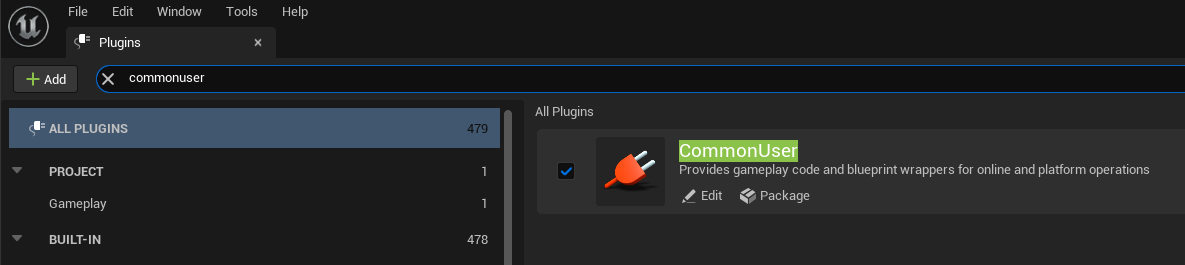 File Edit Window Tools Help
Plugins
Add commonuser
ALL PLUGINS 479
PROJECT 1
Gameplay 1
BUILT-IN 478
All Plugins
CommonUser
Provides gameplay code and blueprint wrappers for online and platform operations
Edit Package